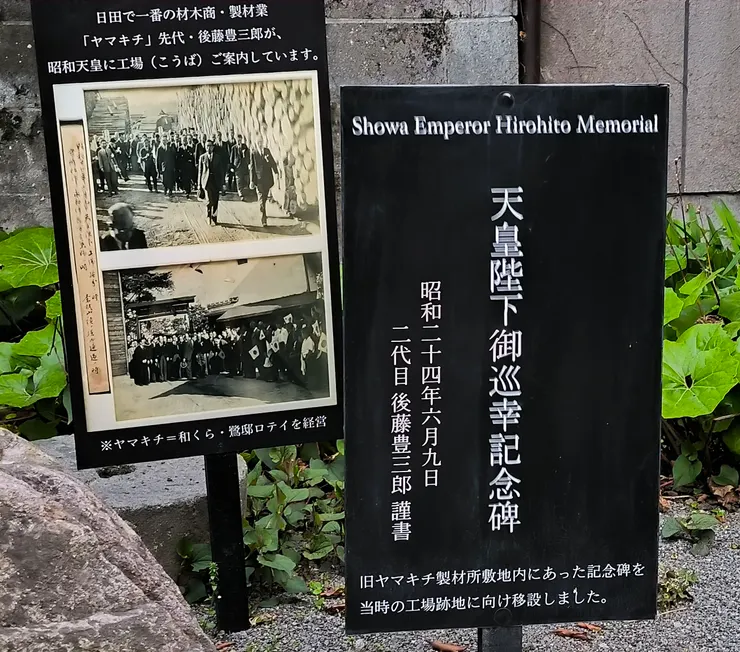 日田で一番の材木商・製材業
「ヤマキチ」先代・後藤豊三郎が、
昭和天皇に工場（こうば）ご案内しています。
※ヤマキチ＝和くら・鷺邸ロテイを経営
Showa Emperor Hirohito Memorial
天皇陛下御巡幸記念碑
昭和二十四年六月九日
二代目 後藤豊三郎 謹書
旧ヤマキチ製材所敷地内にあった記念碑を
当時の工場跡地に向け移設しました。